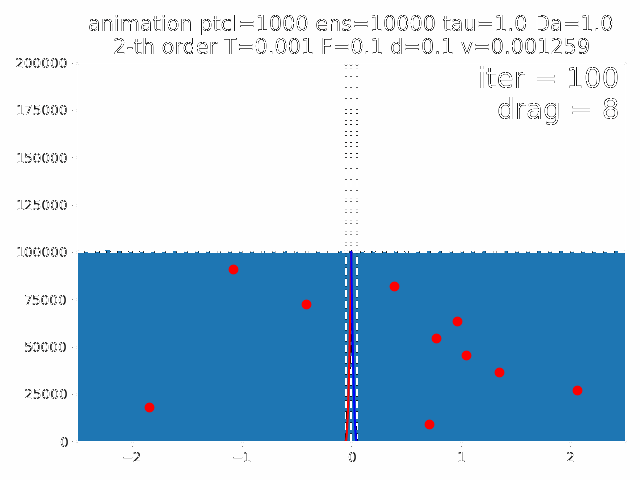 animation ptcl=1000 ens=10000 tau=1.0 Da=1.0
2-th order T=0.001 F=0.1 d=0.1 v=0.001259
iter = 100
drag = 8
200000
175000
150000
125000
100000
75000
50000
25000
0
−2 −1 0 1 2